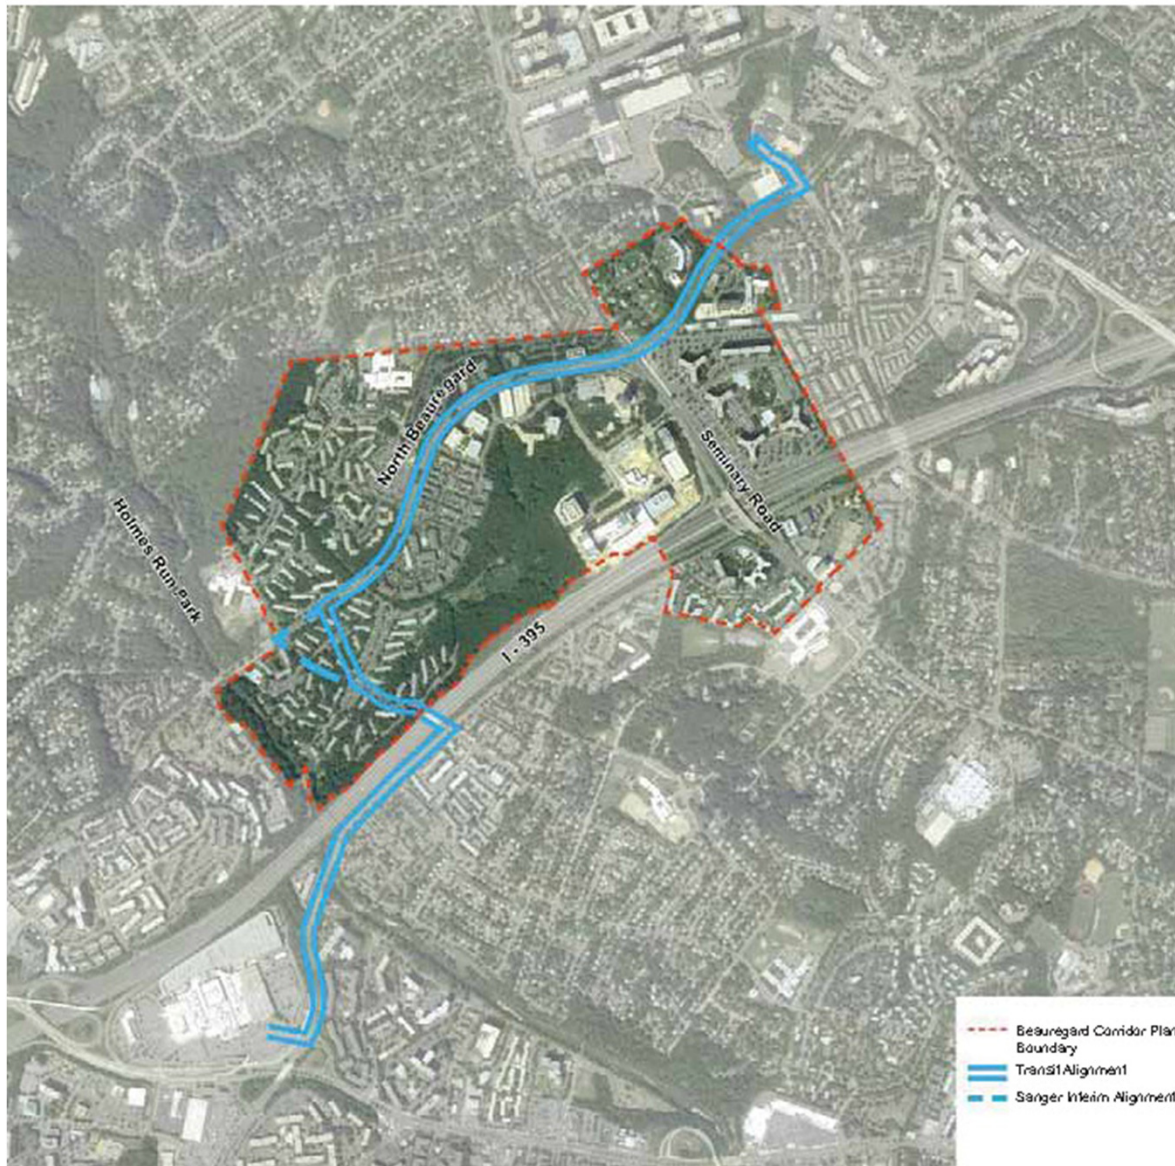 North Beauregard
Seminary Road
Holmes Run Park
I - 395
Beauregard Corridor Plan
Boundary
Transit Alignment
Sanger Interim Alignment